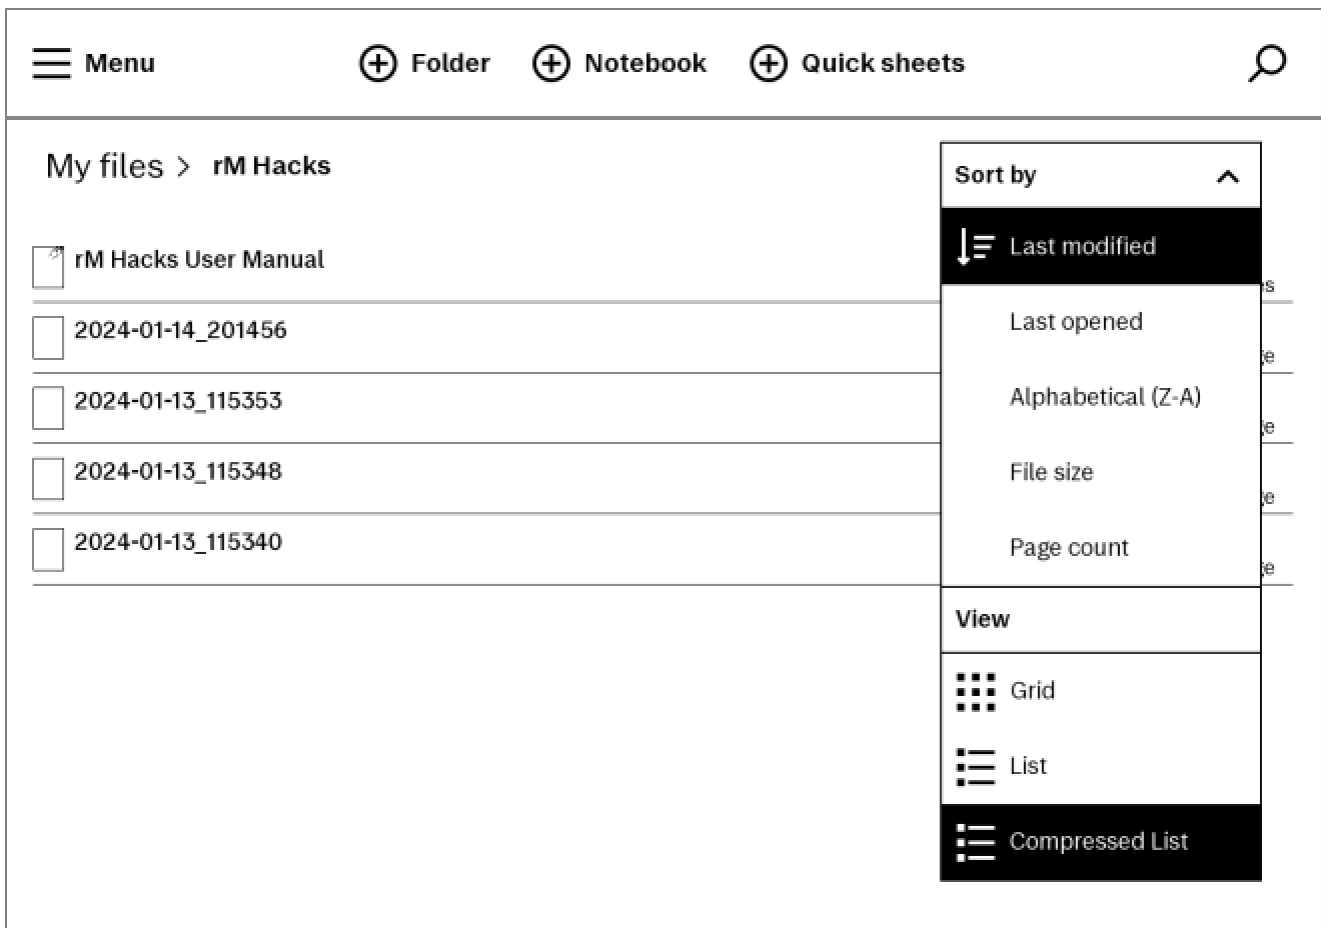 Menu Folder Notebook Quick sheets
My files > rM Hacks
Sort by
Last modified
Last opened
Alphabetical (Z-A)
File size
Page count
View
Grid
List
Compressed List
rM Hacks User Manual
2024-01-14_201456
2024-01-13_115353
2024-01-13_115348
2024-01-13_115340